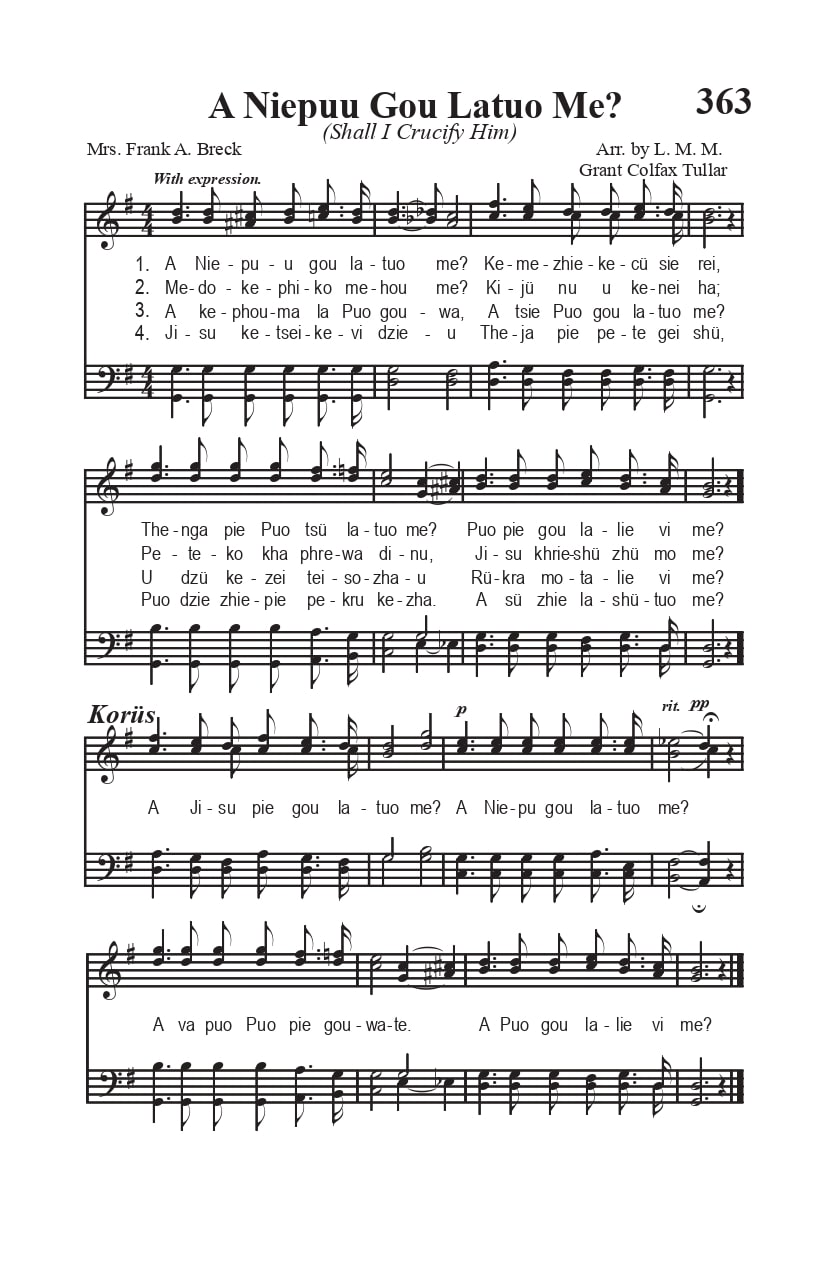 A Niepuu Gou Latuo Me? 363
(Shall I Crucify Him)
Mrs. Frank A. Breck Arr. by L. M. M.
Grant Colfax Tullar
With expression.
1. A Nie - pu - u gou la - tuo me? Ke - me - zhie - ke - cü sie rei,
2. Me - do - ke - phi - ko me - hou me? Ki - jü nu u ke - nei ha;
3. A ke - phou - ma la Puo gou - wa, A tsie Puo gou la - tuo me?
4. Ji - su ke - tsei - ke - vi dzie - u The - ja pie pe - te gei shü,
The - nga pie Puo tsü la - tuo me? Puo pie gou la - lie vi me?
Pe - te - ko kha phre - wa di - nu, Ji - su khrie - shü zhü mo me?
U dzü ke - zei tei - so - zha - u Rü - kra mo - ta - lie vi me?
Puo dzie zhie - pie pe - kru ke - zha. A sü zhie la - shü - tuo me?
Korüs
p rit. pp
A Ji - su pie gou la - tuo me? A Nie - pu gou la - tuo me?
A va puo Puo pie gou - wa - te. A Puo gou la - lie vi me?